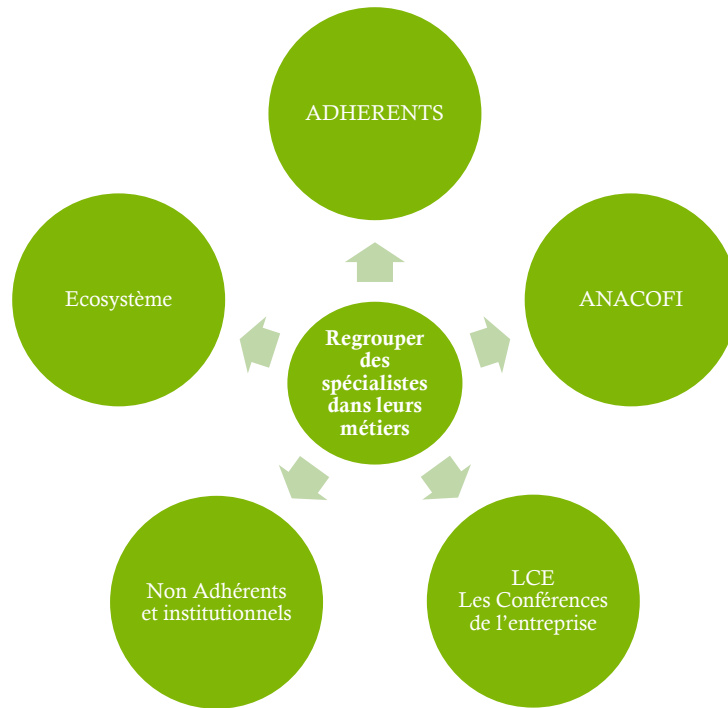 ADHERENTS
Ecosystème
ANACOFI
Regrouper
des
spécialistes
dans leurs
métiers
Non Adhérents
et institutionnels
LCE
Les Conférences
de l'entreprise